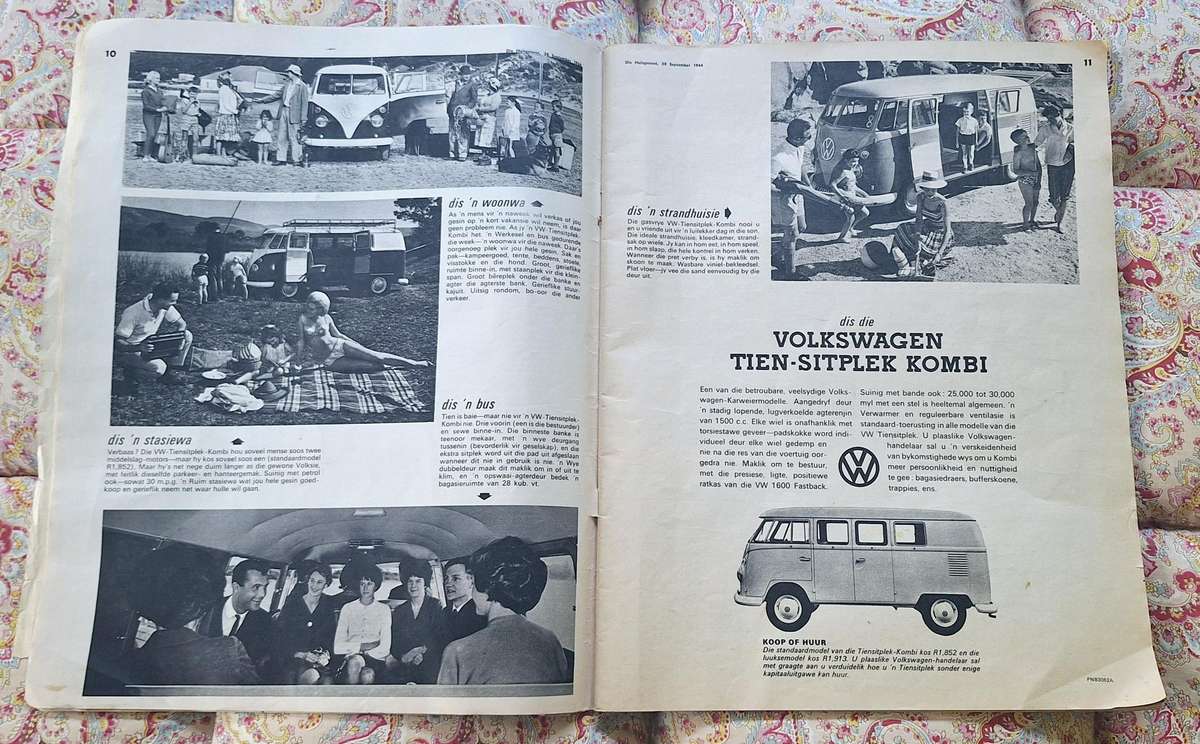 10
Die Huisgenoot, 18 September 1964
dis 'n woonwa
As 'n mens vir 'n naweek wil verkas of jou
gesin op 'n kort vakansie wil neem, is daar
geen probleem nie. As jy 'n VW-Tiensitplek-
Kombi het. 'n Werkesel en bus gedurende
die week—'n woonwa vir die naweek. Daar's
oorgenoeg plek vir jou hele gesin. Sak en
pak—kampeergoed, tente, beddens, stoele,
visstokke en die hond. Groot, gerieflike
ruimte binne-in, met staanplek vir die klein-
span. Groot bêreplek onder die banke en
agter die agterste bank. Gerieflike stuur-
kajuit. Uitsig rondom, bo-oor die ander
verkeer.
dis 'n stasiewa
Verbaas? Die VW-Tiensitplek-Kombi hou soveel mense soos twee
middelslag-motors—maar hy kos soveel soos een (standaardmodel
R1,852). Maar hy's net nege duim langer as die gewone Volksie,
met feitlik dieselfde parkeer- en hanteergemak. Suinig met petrol
ook—sowat 30 m.p.g. 'n Ruim stasiewa wat jou hele gesin goed-
koop en gerieflik neem net waar hulle wil gaan.
dis 'n bus
Tien is baie—maar nie vir 'n VW-Tiensitplek-
Kombi nie. Drie voorin (een is die bestuurder)
en sewe binne-in. Die binneste banke is
teenoor mekaar, met 'n wye deurgang
tussenin (bevorderlik vir geselskap), en die
ekstra sitplek word uit die pad uit afgeslaan
wanneer dit nie in gebruik is nie. 'n Wye
dubbeldeur maak dit maklik om in of uit te
klim, en 'n opswaai-agterdeur bedek 'n
bagasieruimte van 28 kub. vt.
Die Huisgenoot, 18 September 1964
11
dis 'n strandhuisie
Die gasvrye VW-Tiensitplek-Kombi nooi u
en u vriende uit vir 'n luilekker dag in die son.
Die ideale strandhuisie, kleedkamer, strand-
sak op wiele. Jy kan in hom eet, in hom speel,
in hom slaap, die hele kontrei in hom verken.
Wanneer die pret verby is, is hy maklik om
skoon te maak. Wasbare viniel-bekleedsel.
Plat vloer—jy vee die sand eenvoudig by die
deur uit.
dis die
VOLKSWAGEN
TIEN-SITPLEK KOMBI
Een van die betroubare, veelsydige Volks-
wagen-Karweiermodelle. Aangedryf deur
'n stadig lopende, lugverkoelde agterenjin
van 1500 c.c. Elke wiel is onafhanklik met
torsiestawe geveer—padskokke word indi-
vidueel deur elke wiel gedemp en
nie na die res van die voertuig oor-
gedra nie. Maklik om te bestuur,
met die presiese, ligte, positiewe
ratkas van die VW 1600 Fastback.
Suinig met bande ook: 25,000 tot 30,000
myl met een stel is heeltemal algemeen. 'n
Verwarmer en reguleerbare ventilasie is
standaard-toerusting in alle modelle van die
VW Tiensitplek. U plaaslike Volkswagen-
handelaar sal u 'n verskeidenheid
van bykomstighede wys om u Kombi
meer persoonlikheid en nuttigheid
te gee: bagasiedraers, bufferskoene,
trappies, ens.
VW
KOOP OF HUUR
Die standaardmodel van die Tiensitplek-Kombi kos R1,852 en die
luuksemodel kos R1,913. U plaaslike Volkswagen-handelaar sal
met graagte aan u verduidelik hoe u 'n Tiensitplek sonder enige
kapitaaluitgawe kan huur.
PN83062A